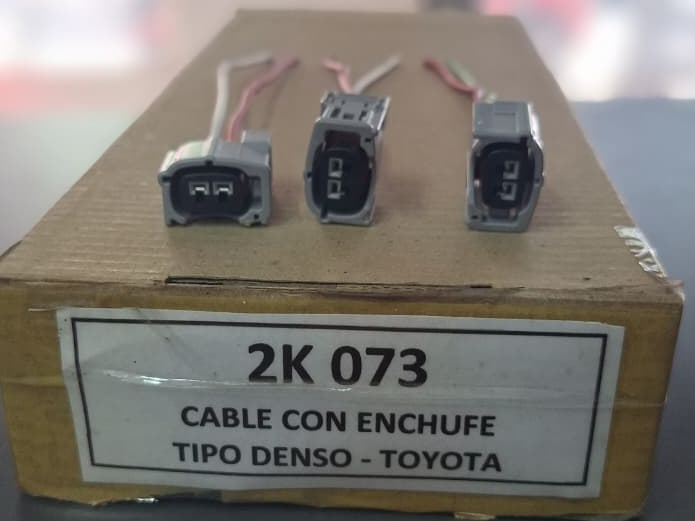 2K 073
CABLE CON ENCHUFE
TIPO DENSO - TOYOTA